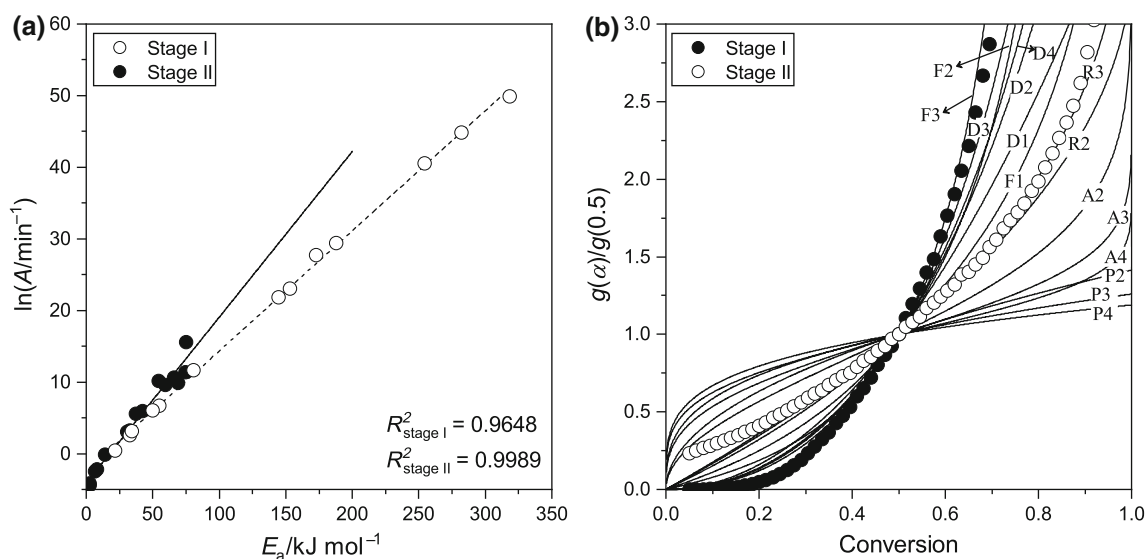 (a)
60
50
40
30
20
10
0
0 50 100 150 200 250 300 350
ln(A/min⁻¹)
Eₐ/kJ mol⁻¹
Stage I
Stage II
R²stage I = 0.9648
R²stage II = 0.9989
(b)
3.0
2.5
2.0
1.5
1.0
0.5
0.0
0.0 0.2 0.4 0.6 0.8 1.0
g(α)/g(0.5)
Conversion
Stage I
Stage II
F2
F3
D4
D2
D3
D1
F1
R3
R2
A2
A3
A4
P2
P3
P4